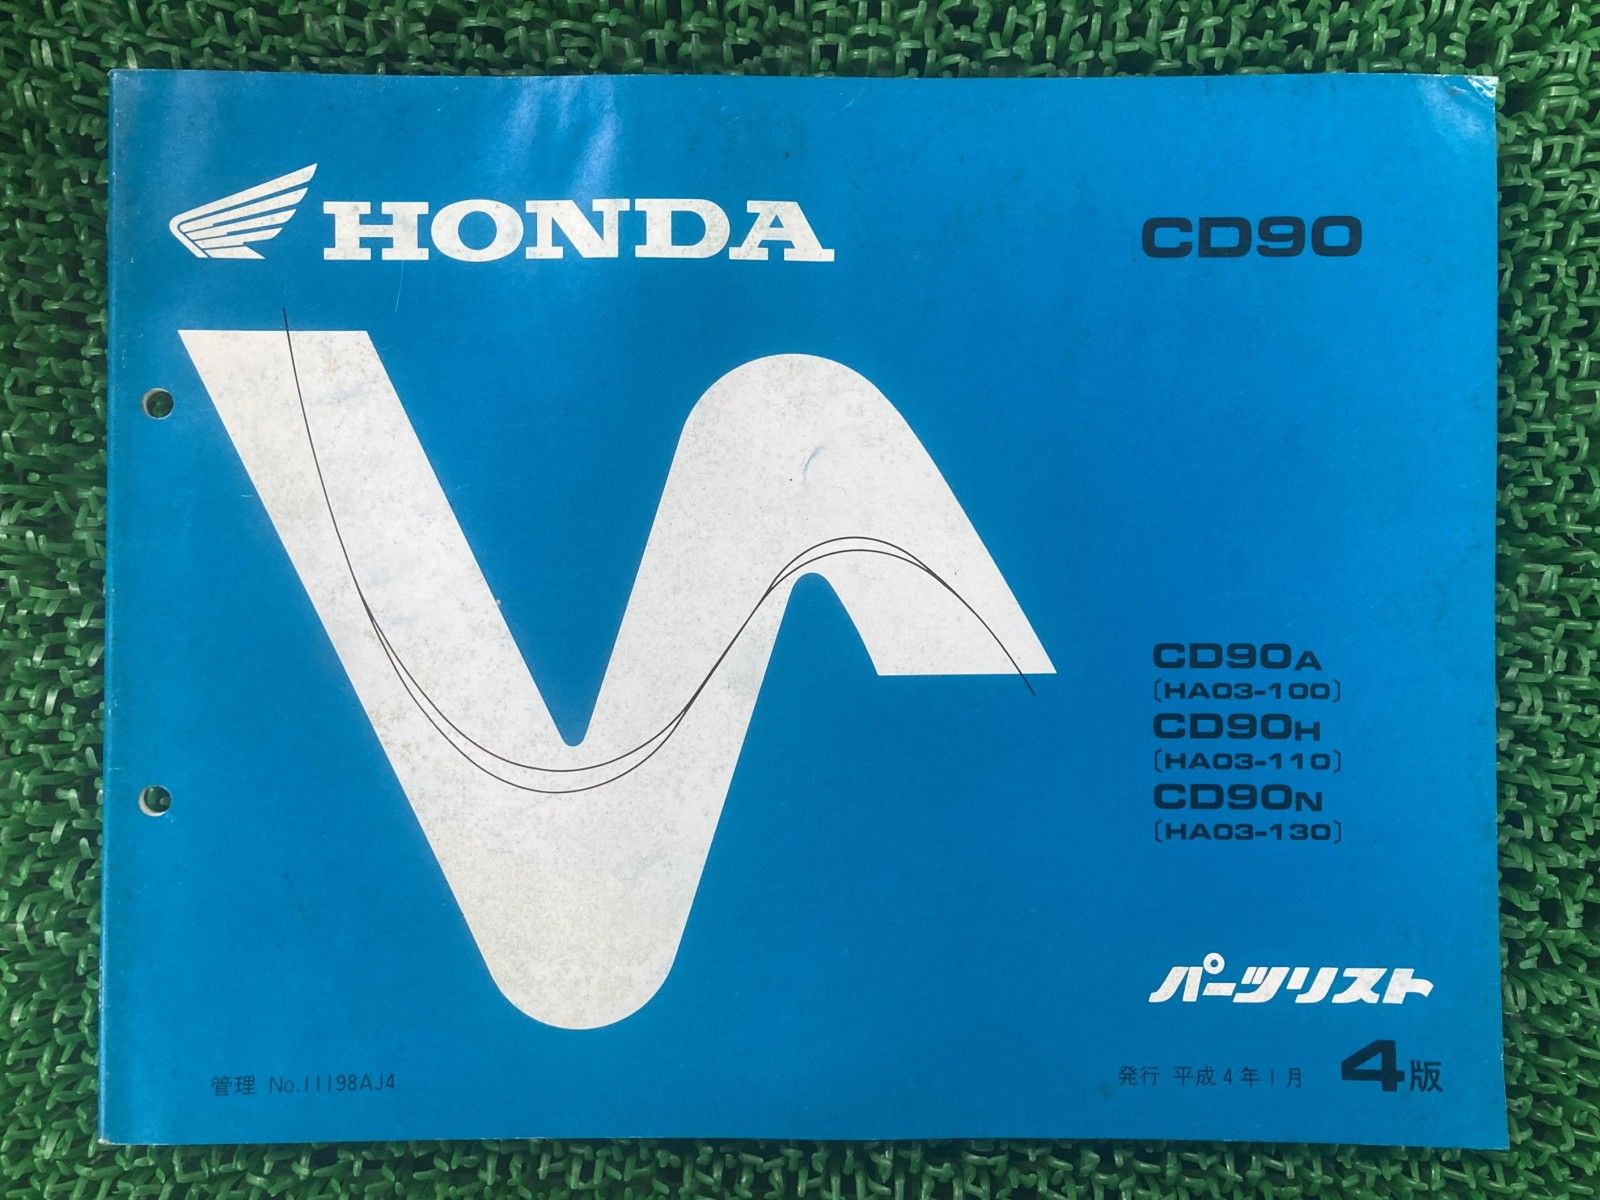 HONDA
CD90
CD90A
〔HA03-100〕
CD90H
〔HA03-110〕
CD90N
〔HA03-130〕
パーツリスト
管理 No.11198AJ4
発行 平成4年1月 4版